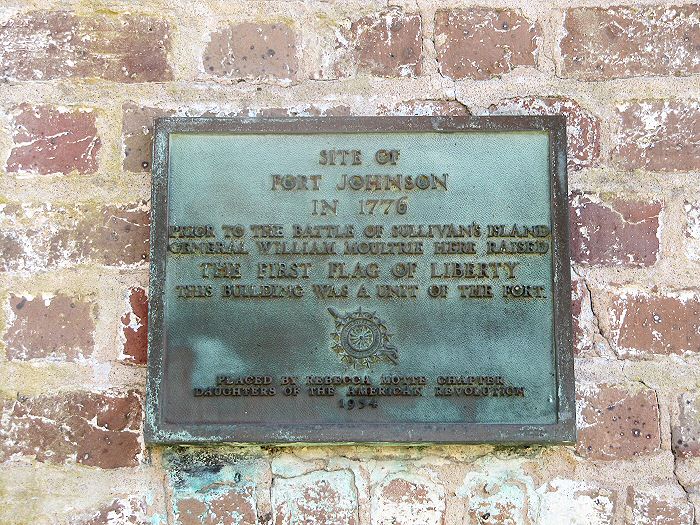 SITE OF
FORT JOHNSON
IN 1776
PRIOR TO THE BATTLE OF SULLIVAN'S ISLAND
GENERAL WILLIAM MOULTRIE HERE RAISED
THE FIRST FLAG OF LIBERTY
THIS BUILDING WAS A UNIT OF THE FORT.
PLACED BY REBECCA MOTTE CHAPTER
DAUGHTERS OF THE AMERICAN REVOLUTION
1934